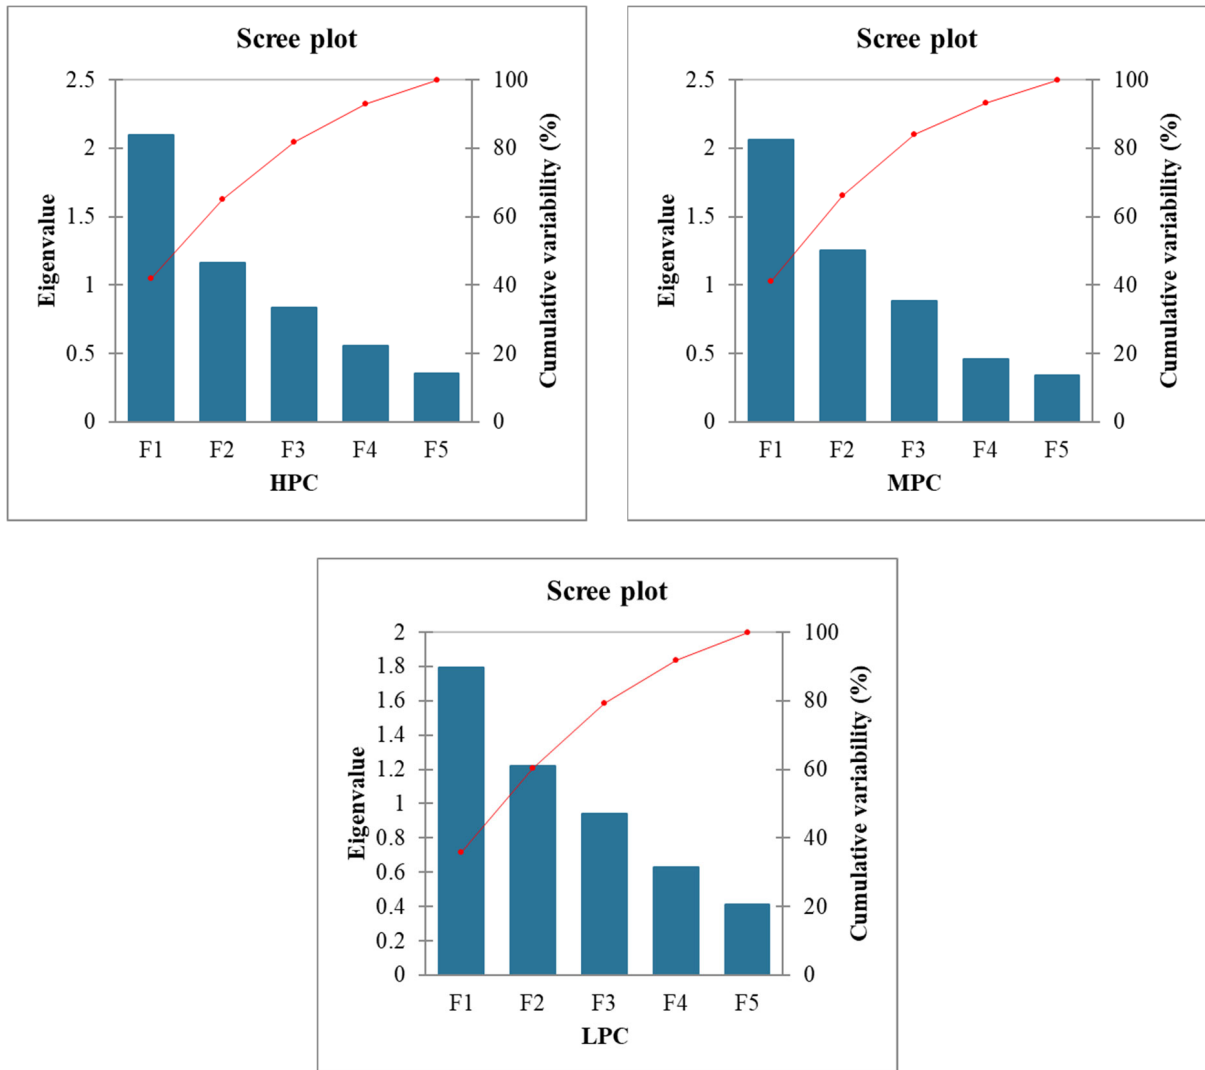 Scree plot
2.5
2
1.5
1
0.5
0
Eigenvalue
100
80
60
40
20
0
Cumulative variability (%)
F1 F2 F3 F4 F5
HPC
Scree plot
2.5
2
1.5
1
0.5
0
Eigenvalue
100
80
60
40
20
0
Cumulative variability (%)
F1 F2 F3 F4 F5
MPC
Scree plot
2
1.8
1.6
1.4
1.2
1
0.8
0.6
0.4
0.2
0
Eigenvalue
100
80
60
40
20
0
Cumulative variability (%)
F1 F2 F3 F4 F5
LPC